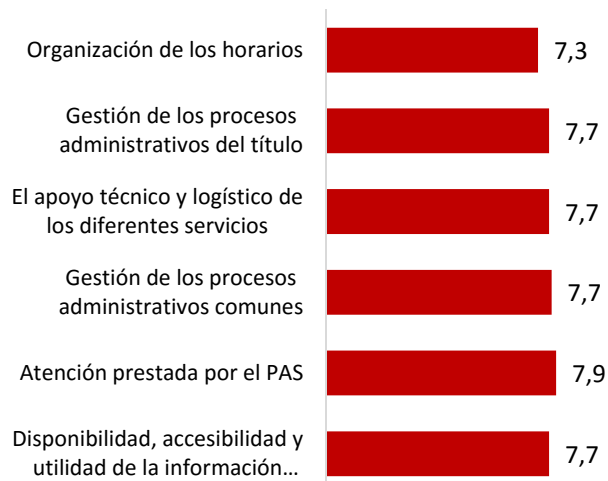 Organización de los horarios
7,3
Gestión de los procesos
administrativos del título
7,7
El apoyo técnico y logístico de
los diferentes servicios
7,7
Gestión de los procesos
administrativos comunes
7,7
Atención prestada por el PAS
7,9
Disponibilidad, accesibilidad y
utilidad de la información…
7,7